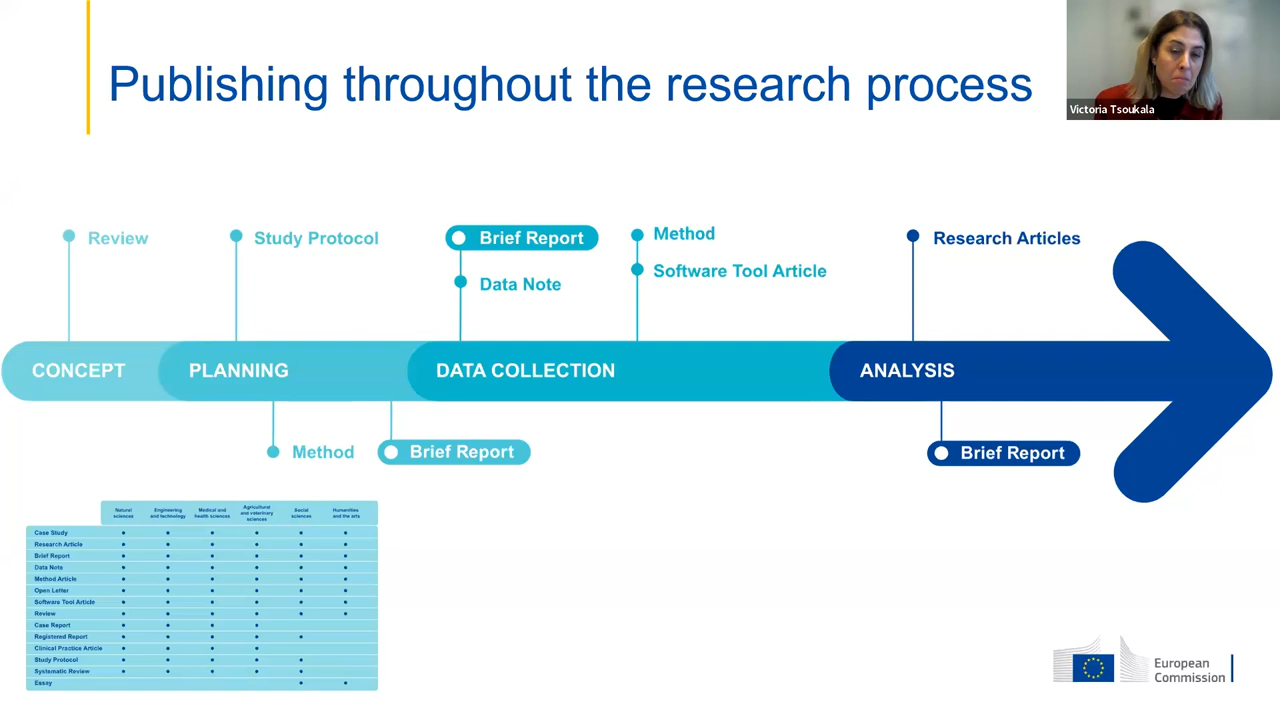 Publishing throughout the research process
Victoria Tsoukala
Review
Study Protocol
Brief Report
Data Note
Method
Software Tool Article
Research Articles
CONCEPT
PLANNING
DATA COLLECTION
ANALYSIS
Method
Brief Report
Brief Report
Natural
sciences
Engineering
and technology
Medical and
health sciences
Agricultural
and veterinary
sciences
Social
sciences
Humanities
and the arts
Case Study
Research Article
Brief Report
Data Note
Method Article
Open Letter
Software Tool Article
Review
Case Report
Registered Report
Clinical Practice Article
Study Protocol
Systematic Review
Essay
European
Commission